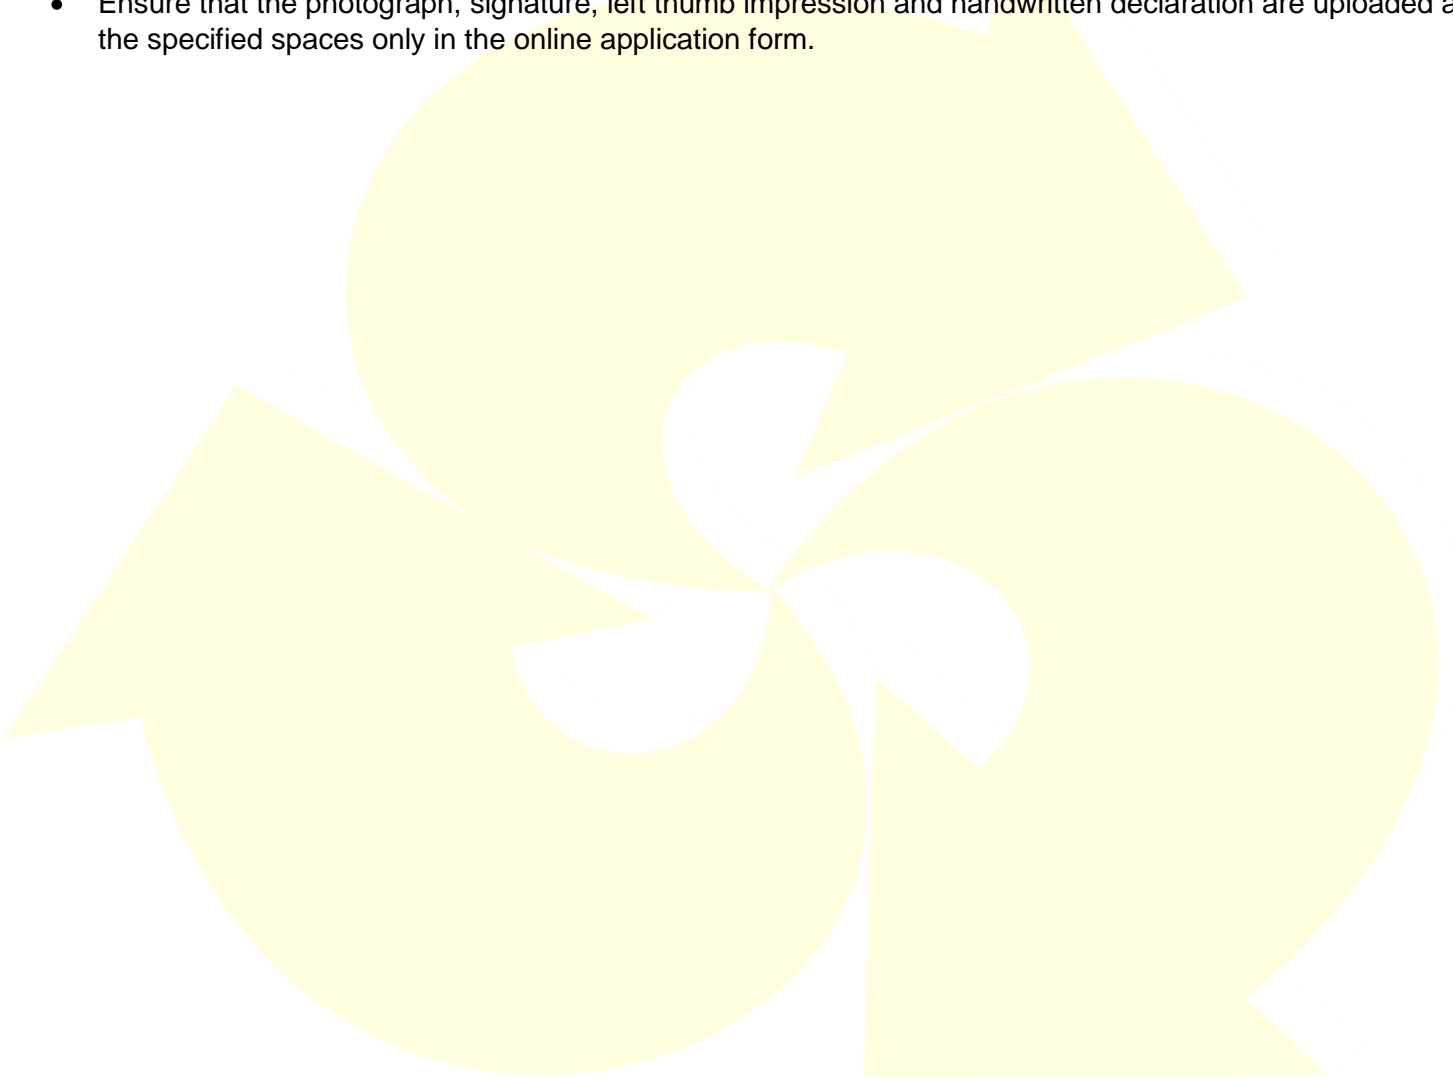 • Ensure that the photograph, signature, left thumb impression and handwritten declaration are uploaded a
the specified spaces only in the online application form.